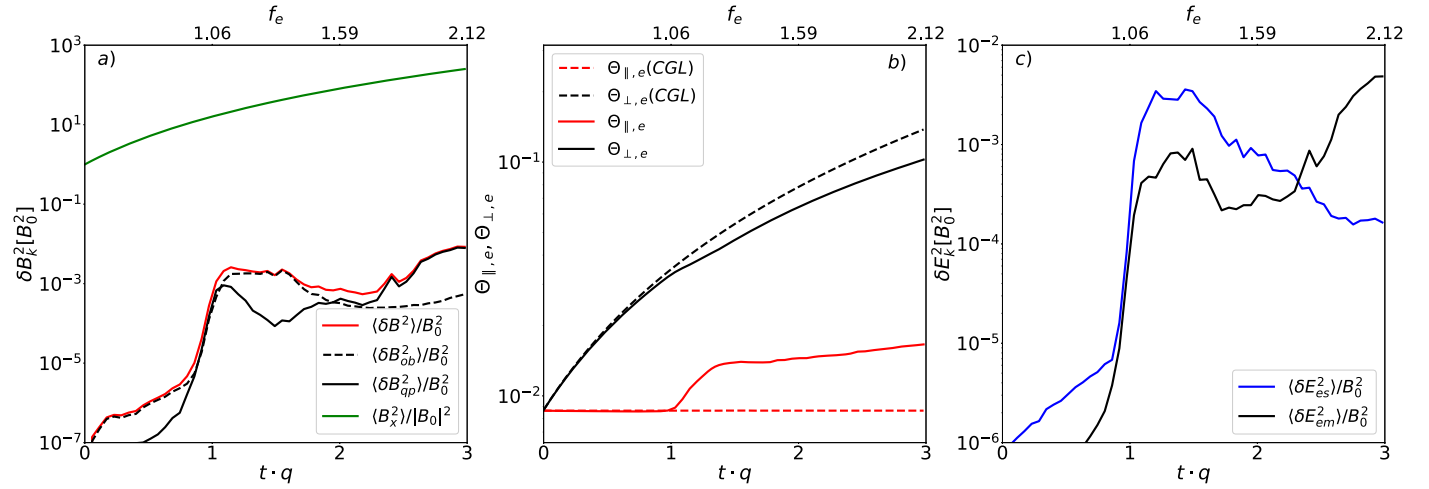 f_e
1.06 1.59 2.12
a)
10^3
10^1
10^-1
10^-3
10^-5
10^-7
δB_k^2[B_0^2]
⟨δB^2⟩/B_0^2
⟨δB_ob^2⟩/B_0^2
⟨δB_qp^2⟩/B_0^2
⟨B_x^2⟩/|B_0|^2
0 1 2 3
t · q
f_e
1.06 1.59 2.12
b)
Θ_∥,e(CGL)
Θ_⊥,e(CGL)
Θ_∥,e
Θ_⊥,e
10^-1
10^-2
Θ_∥,e, Θ_⊥,e
0 1 2 3
t · q
f_e
1.06 1.59 2.12
c)
10^-2
10^-3
10^-4
10^-5
10^-6
δE_k^2[B_0^2]
⟨δE_es^2⟩/B_0^2
⟨δE_em^2⟩/B_0^2
0 1 2 3
t · q